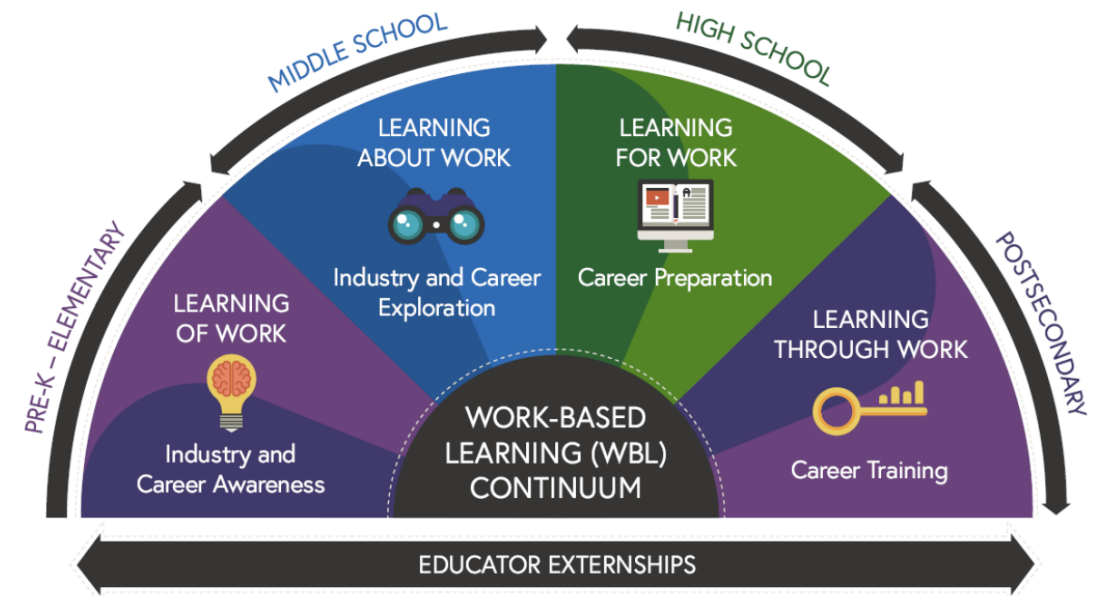 MIDDLE SCHOOL
HIGH SCHOOL
PRE-K – ELEMENTARY
POSTSECONDARY
LEARNING
OF WORK
Industry and
Career Awareness
LEARNING
ABOUT WORK
Industry and Career
Exploration
LEARNING
FOR WORK
A
Career Preparation
LEARNING
THROUGH WORK
Career Training
WORK-BASED
LEARNING (WBL)
CONTINUUM
EDUCATOR EXTERNSHIPS